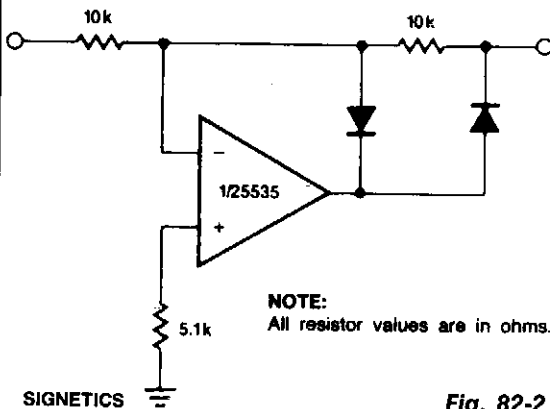 10k
10k
−
1/25535
+
5.1k
NOTE:
All resistor values are in ohms.
SIGNETICS
Fig. 82-2